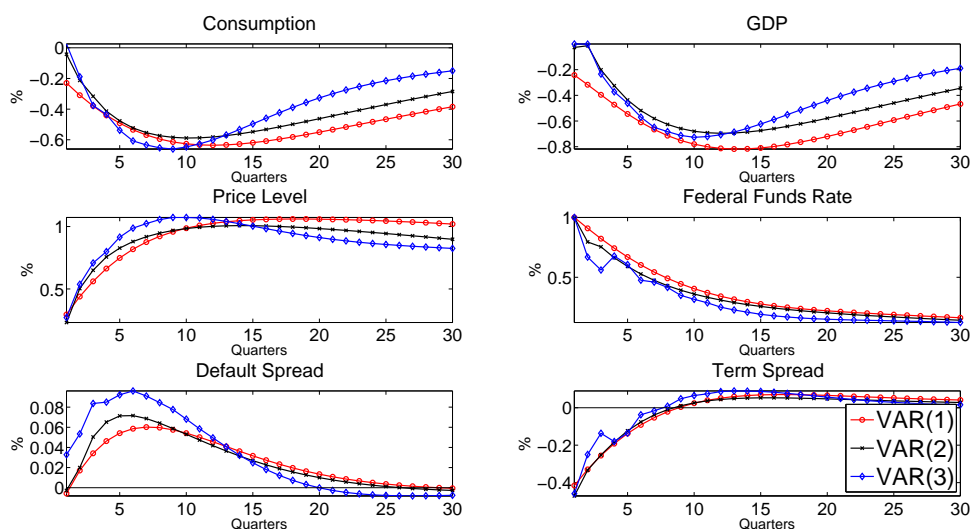 Consumption
0
−0.2
−0.4
−0.6
%
5 10 15 20 25 30
Quarters
GDP
−0.2
−0.4
−0.6
−0.8
%
5 10 15 20 25 30
Quarters
Price Level
1
0.5
%
5 10 15 20 25 30
Quarters
Federal Funds Rate
1
0.5
%
5 10 15 20 25 30
Quarters
Default Spread
0.08
0.06
0.04
0.02
0
%
5 10 15 20 25 30
Quarters
Term Spread
0
−0.2
−0.4
%
5 10 15 20 25 30
Quarters
VAR(1)
VAR(2)
VAR(3)